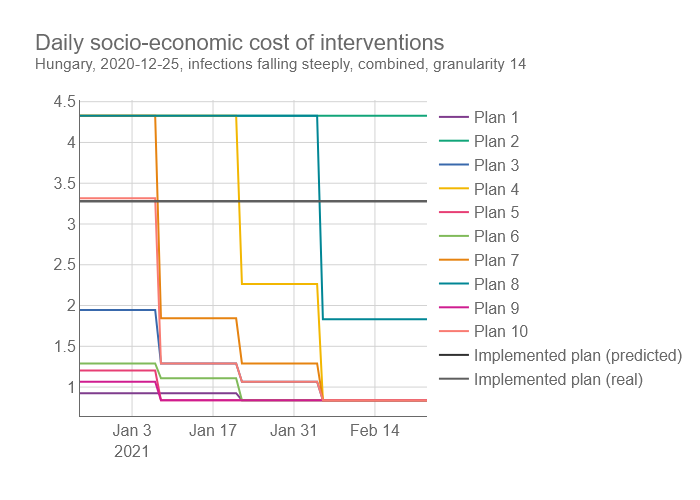 Daily socio-economic cost of interventions
Hungary, 2020-12-25, infections falling steeply, combined, granularity 14
4.5
4
3.5
3
2.5
2
1.5
1
Jan 3
2021
Jan 17
Jan 31
Feb 14
Plan 1
Plan 2
Plan 3
Plan 4
Plan 5
Plan 6
Plan 7
Plan 8
Plan 9
Plan 10
Implemented plan (predicted)
Implemented plan (real)